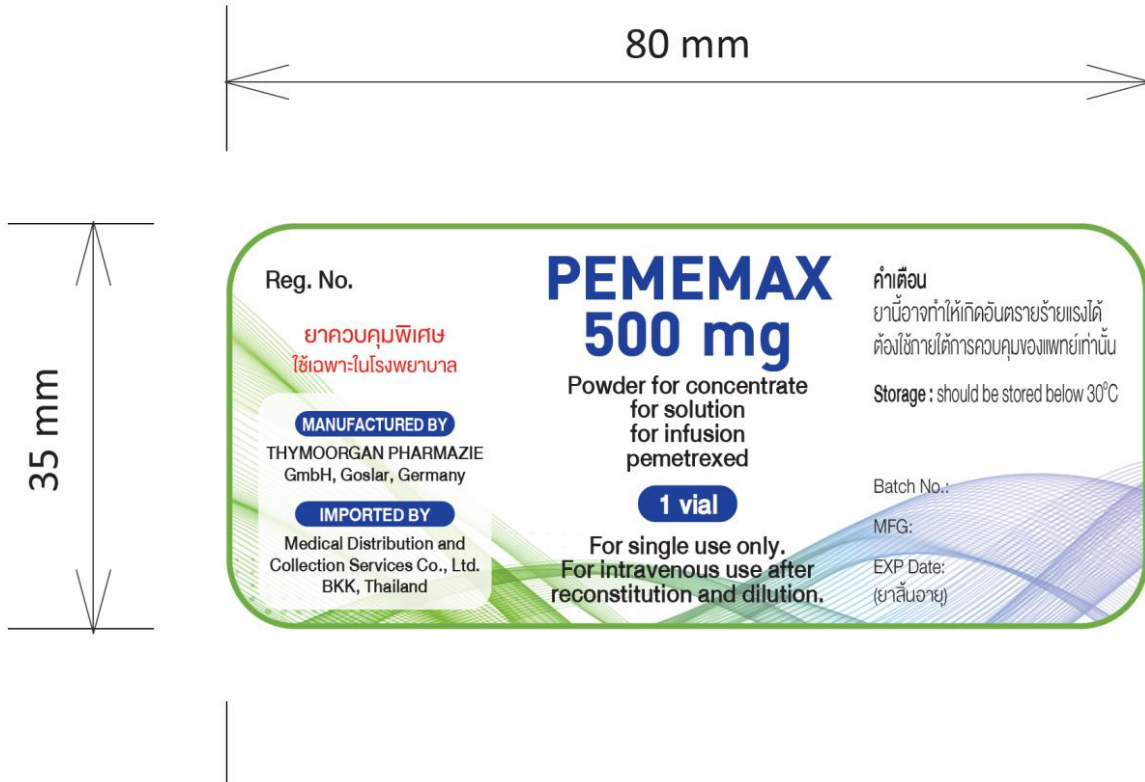 80 mm
35 mm
Reg. No.
ยาควบคุมพิเศษ
ใช้เฉพาะในโรงพยาบาล
MANUFACTURED BY
THYMOORGAN PHARMAZIE
GmbH, Goslar, Germany
IMPORTED BY
Medical Distribution and
Collection Services Co., Ltd.
BKK, Thailand
PEMEMAX
500 mg
Powder for concentrate
for solution
for infusion
pemetrexed
1 vial
For single use only.
For intravenous use after
reconstitution and dilution.
คำเตือน
ยานี้อาจทำให้เกิดอันตรายร้ายแรงได้
ต้องใช้ภายใต้การควบคุมของแพทย์เท่านั้น
Storage : should be stored below 30⁰C
Batch No.:
MFG:
EXP Date:
(ยาสิ้นอายุ)